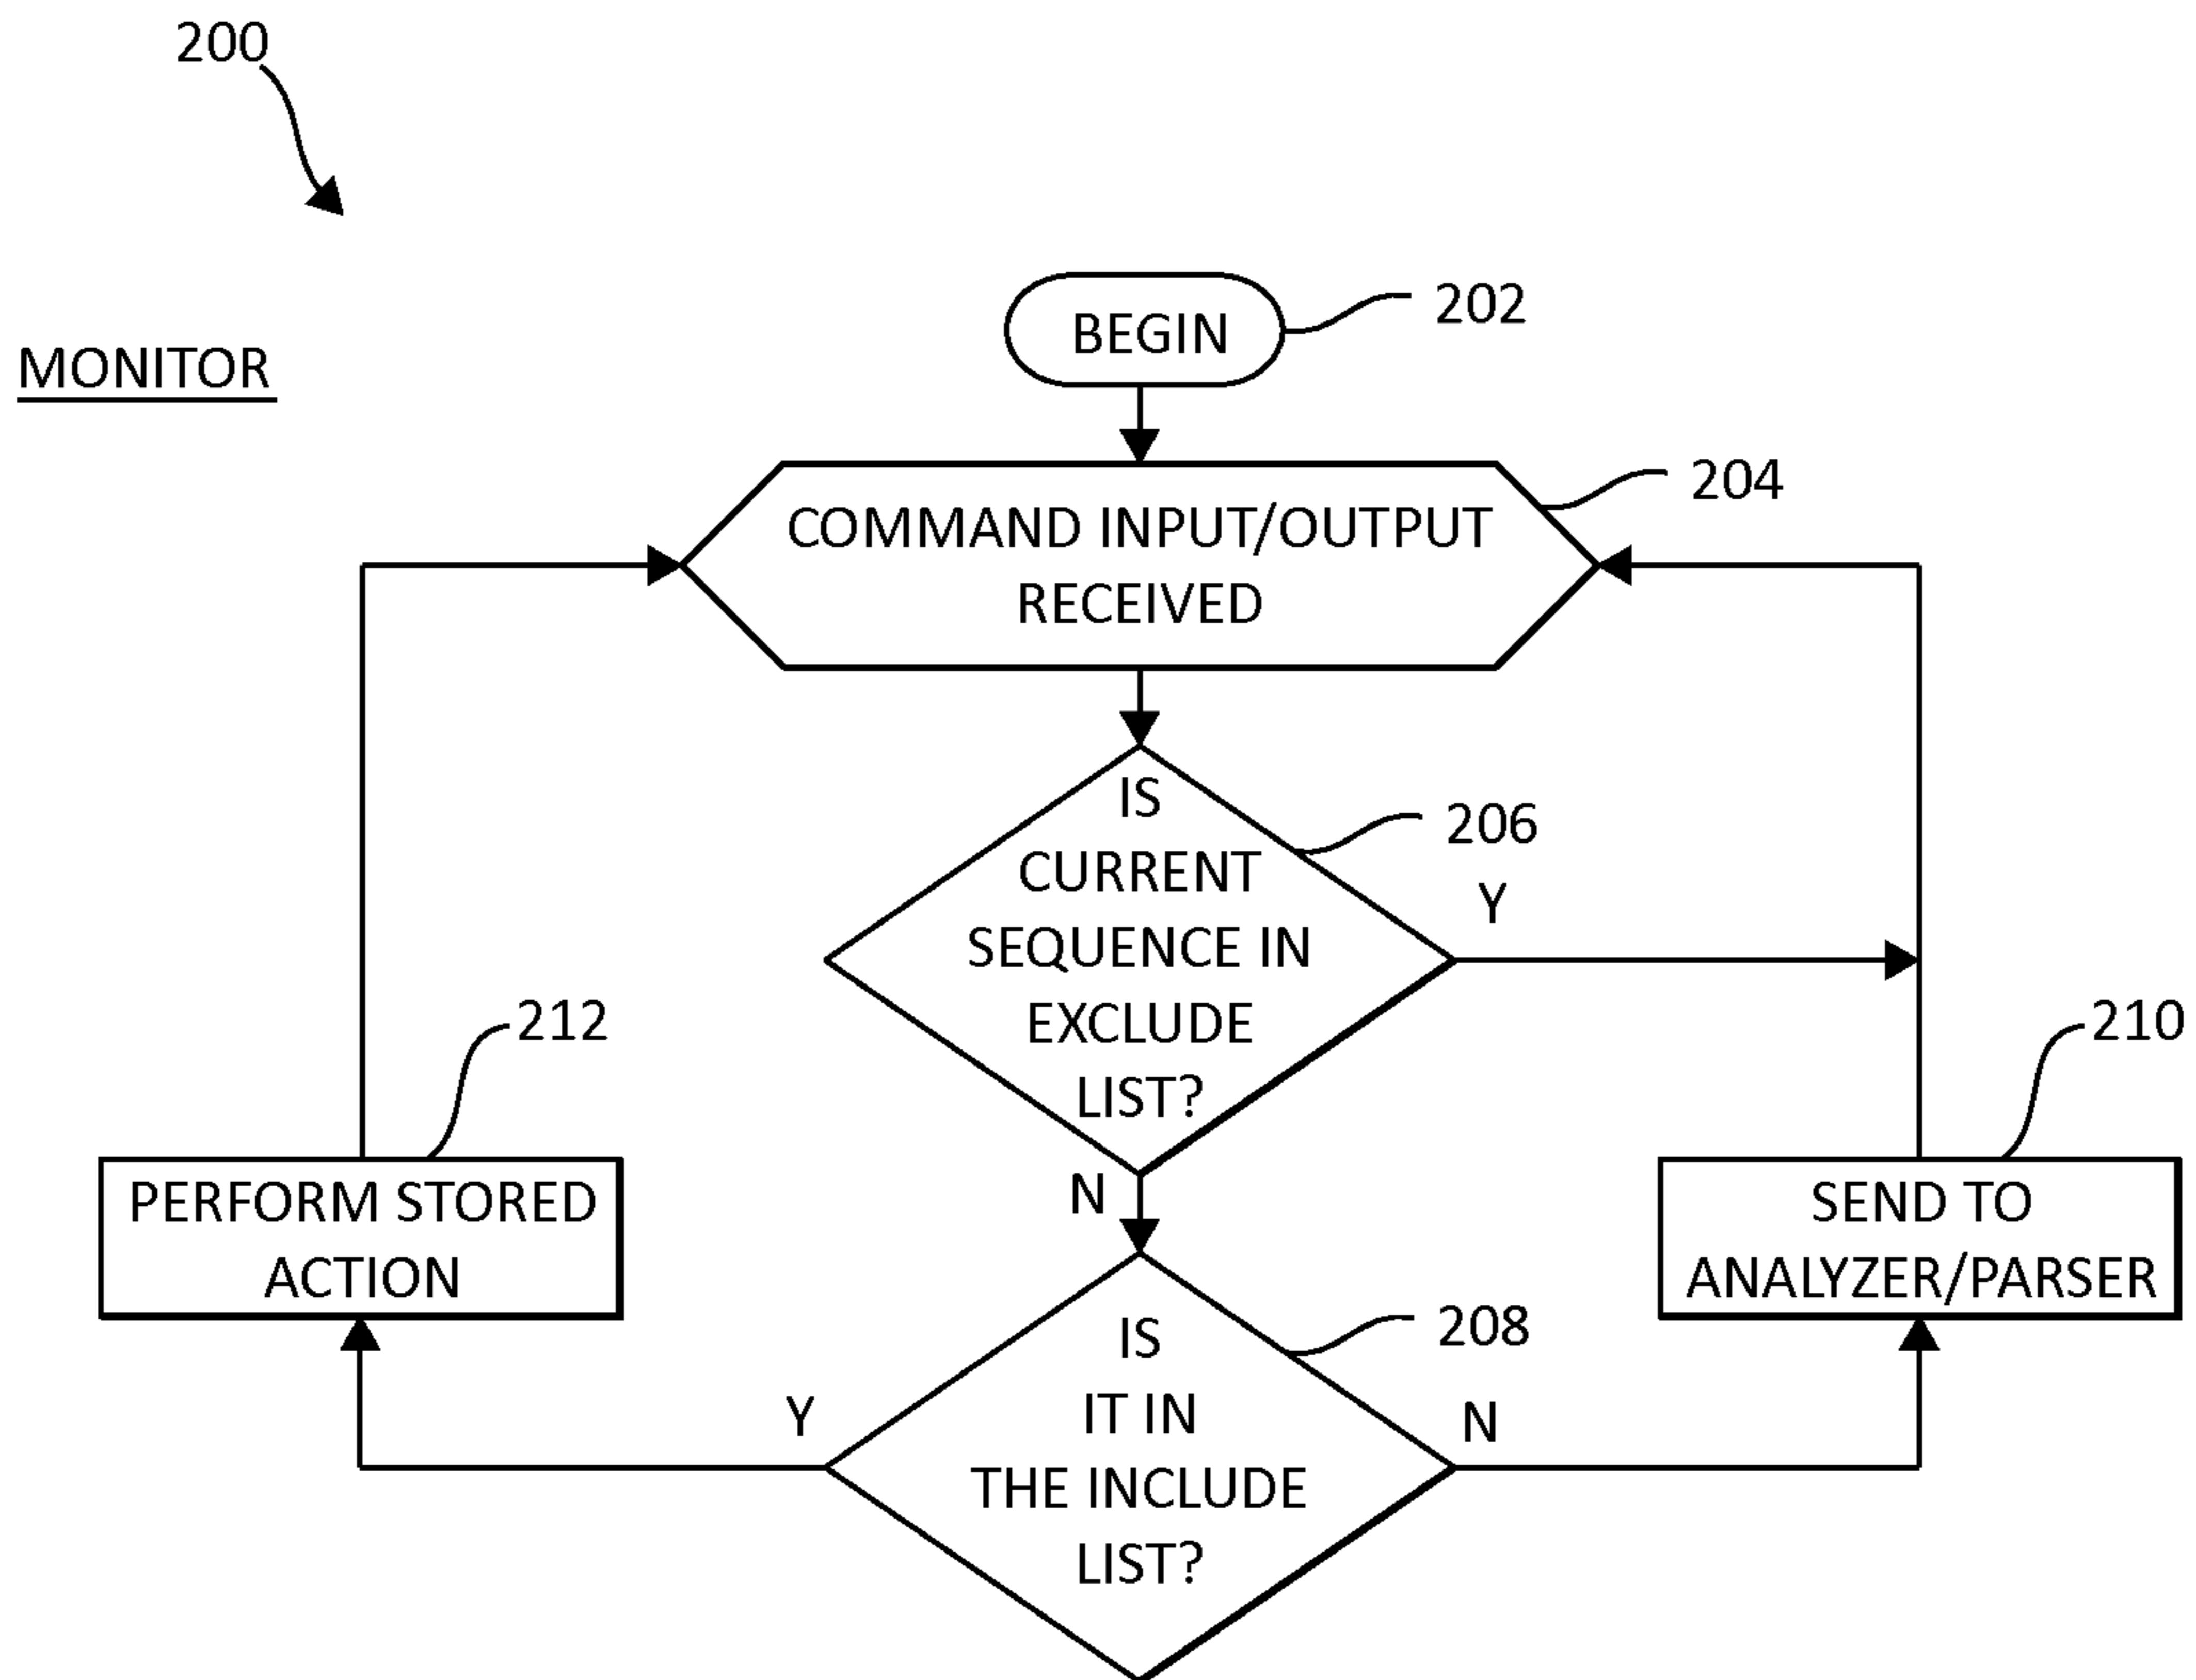 200
MONITOR
BEGIN
202
COMMAND INPUT/OUTPUT
RECEIVED
204
IS
CURRENT
SEQUENCE IN
EXCLUDE
LIST?
206
Y
N
212
PERFORM STORED
ACTION
210
SEND TO
ANALYZER/PARSER
IS
IT IN
THE INCLUDE
LIST?
208
Y
N